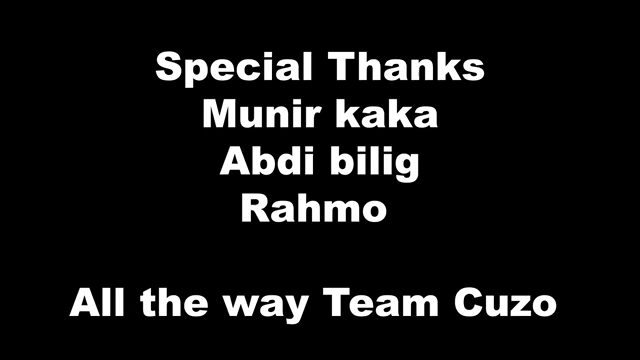 Special Thanks
Munir kaka
Abdi bilig
Rahmo
All the way Team Cuzo